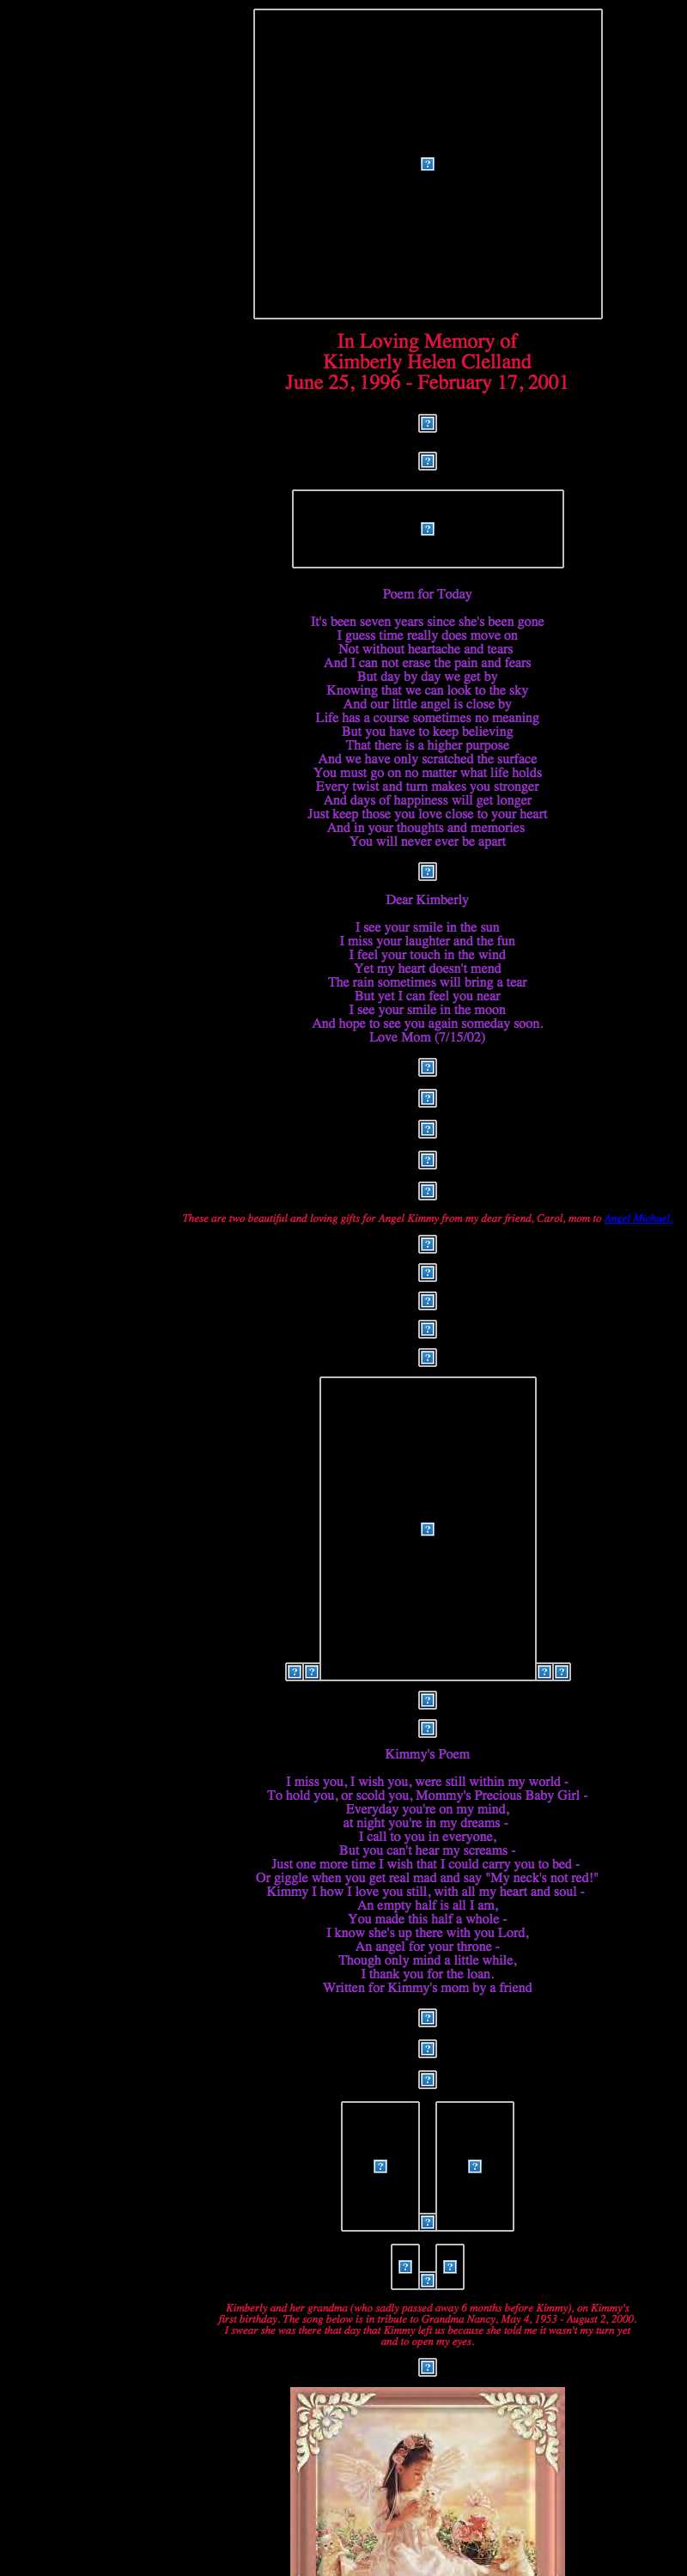 In Loving Memory of
Kimberly Helen Clelland
June 25, 1996 - February 17, 2001
Poem for Today
It's been seven years since she's been gone
I guess time really does move on
Not without heartache and tears
And I can not erase the pain and fears
But day by day we get by
Knowing that we can look to the sky
And our little angel is close by
Life has a course sometimes no meaning
But you have to keep believing
That there is a higher purpose
And we have only scratched the surface
You must go on no matter what life holds
Every twist and turn makes you stronger
And days of happiness will get longer
Just keep those you love close to your heart
And in your thoughts and memories
You will never ever be apart
Dear Kimberly
I see your smile in the sun
I miss your laughter and the fun
I feel your touch in the wind
Yet my heart doesn't mend
The rain sometimes will bring a tear
But yet I can feel you near
I see your smile in the moon
And hope to see you again someday soon.
Love Mom (7/15/02)
These are two beautiful and loving gifts for Angel Kimmy from my dear friend, Carol, mom to Angel Michael.
Kimmy's Poem
I miss you, I wish you, were still within my world -
To hold you, or scold you, Mommy's Precious Baby Girl -
Everyday you're on my mind,
at night you're in my dreams -
I call to you in everyone,
But you can't hear my screams -
Just one more time I wish that I could carry you to bed -
Or giggle when you get real mad and say "My neck's not red!"
Kimmy I how I love you still, with all my heart and soul -
An empty half is all I am,
You made this half a whole -
I know she's up there with you Lord,
An angel for your throne -
Though only mind a little while,
I thank you for the loan.
Written for Kimmy's mom by a friend
Kimberly and her grandma (who sadly passed away 6 months before Kimmy), on Kimmy's
first birthday. The song below is in tribute to Grandma Nancy, May 4, 1953 - August 2, 2000.
I swear she was there that day that Kimmy left us because she told me it wasn't my turn yet
and to open my eyes.